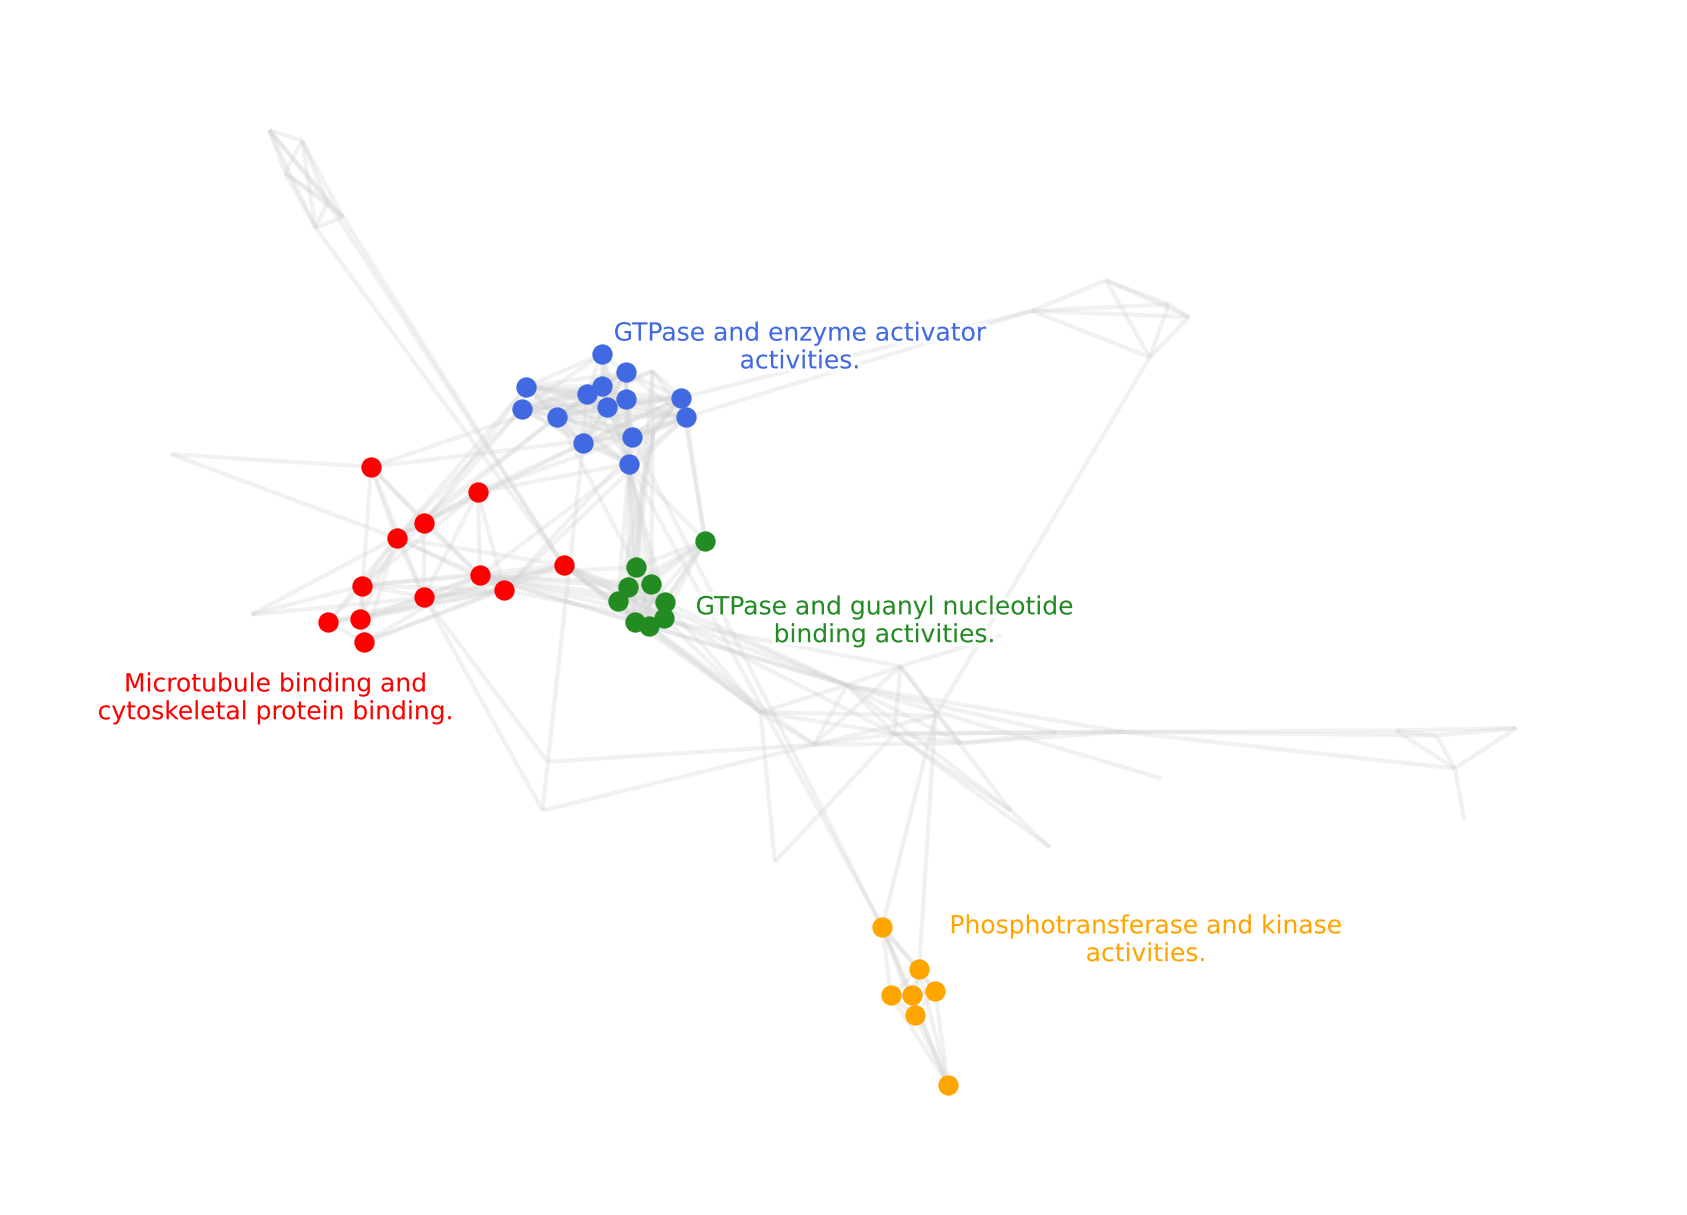 GTPase and enzyme activator
activities.
GTPase and guanyl nucleotide
binding activities.
Microtubule binding and
cytoskeletal protein binding.
Phosphotransferase and kinase
activities.